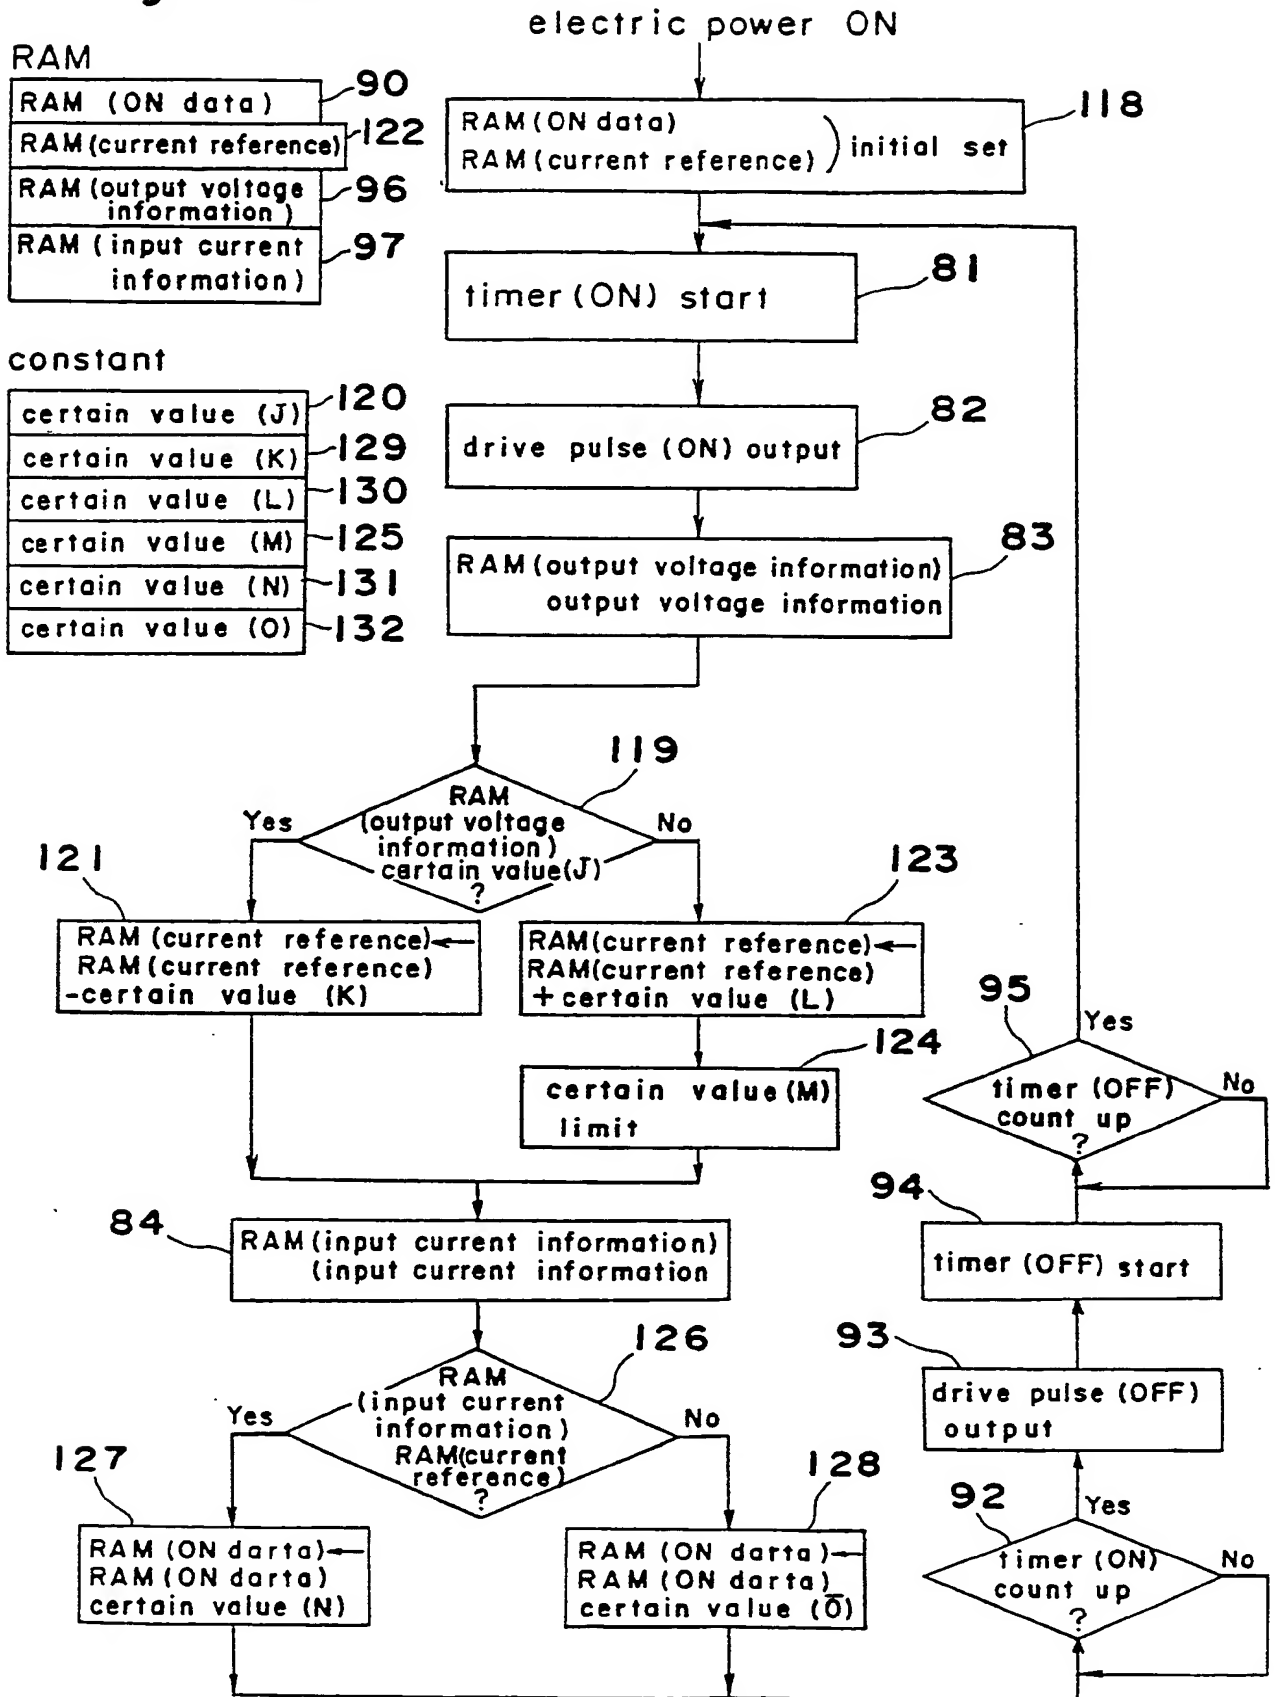 electric power ON
RAM
RAM (ON data)
90
RAM(current reference)
122
RAM(output voltage
information)
96
RAM (input current
information)
97
constant
certain value (J)
120
certain value (K)
129
certain value (L)
130
certain value (M)
125
certain value (N)
131
certain value (O)
132
RAM(ON data)
RAM(current reference)
) initial set
118
timer (ON) start
81
drive pulse (ON) output
82
RAM(output voltage information)
output voltage information
83
119
RAM
(output voltage
information)
certain value(J)
?
Yes
No
121
RAM (current reference)←
RAM (current reference)
-certain value (K)
123
RAM(current reference)←
RAM(current reference)
+certain value (L)
124
certain value (M)
limit
84
RAM(input current information)
(input current information
126
RAM
(input current
information)
RAM(current
reference)
?
Yes
No
127
RAM (ON darta)←
RAM (ON darta)
certain value (N)
128
RAM (ON darta)←
RAM (ON darta)
certain value (Ō)
95
Yes
timer (OFF)
count up
?
No
94
timer (OFF) start
93
drive pulse (OFF)
output
92
Yes
timer (ON)
count up
?
No